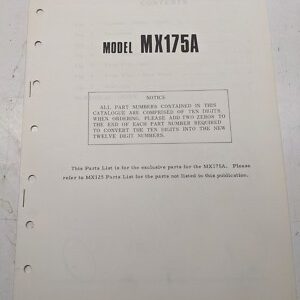 MODEL MX175A
NOTICE
ALL PART NUMBERS CONTAINED IN THIS
CATALOGUE ARE COMPRISED OF TEN DIGITS
WHEN ORDERING, PLEASE ADD TWO ZEROS TO
THE END OF EACH PART NUMBER REQUIRED
TO CONVERT THE TEN DIGITS INTO THE NEW
TWELVE DIGIT NUMBERS.
This Parts List is for the exclusive parts for the MX175A. Please
refer to MX125 Parts List for the parts not listed in this publication.